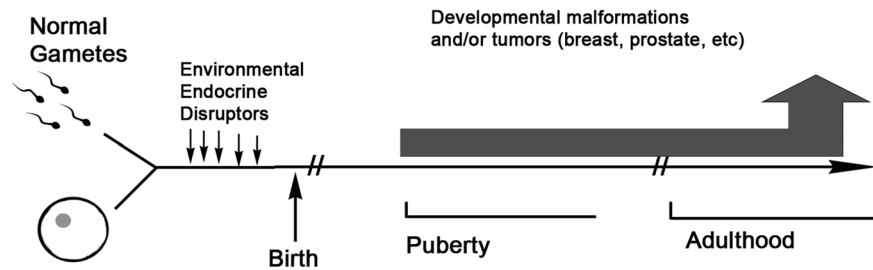 Normal
Gametes
Environmental
Endocrine
Disruptors
Developmental malformations
and/or tumors (breast, prostate, etc)
Birth
Puberty
Adulthood